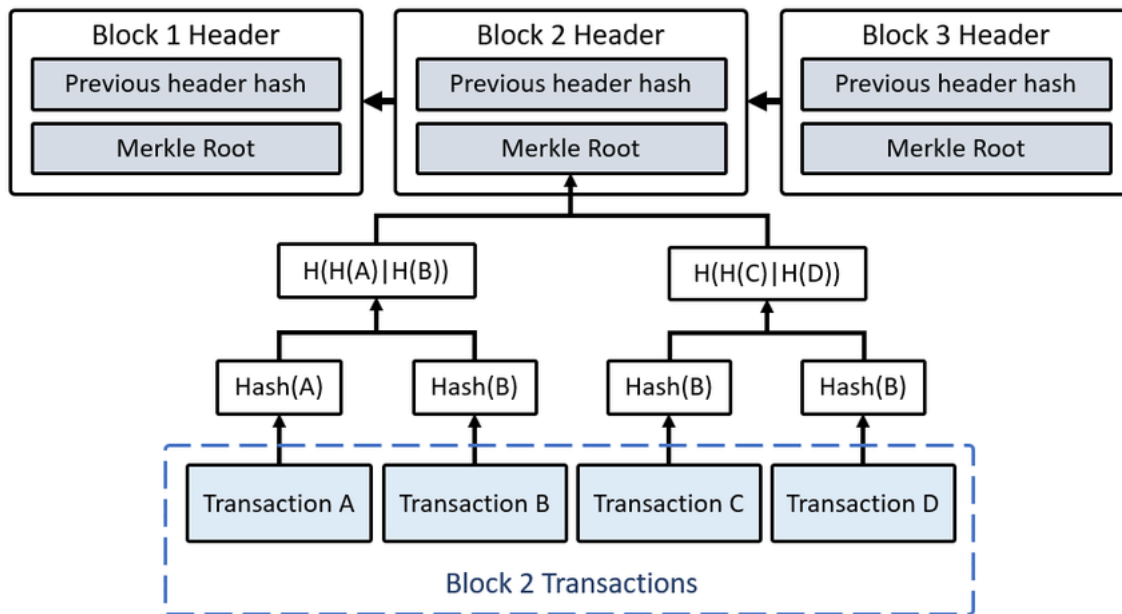 Block 1 Header
Block 2 Header
Block 3 Header
Previous header hash
Previous header hash
Previous header hash
Merkle Root
Merkle Root
Merkle Root
H(H(A)|H(B))
H(H(C)|H(D))
Hash(A)
Hash(B)
Hash(B)
Hash(B)
Transaction A
Transaction B
Transaction C
Transaction D
Block 2 Transactions